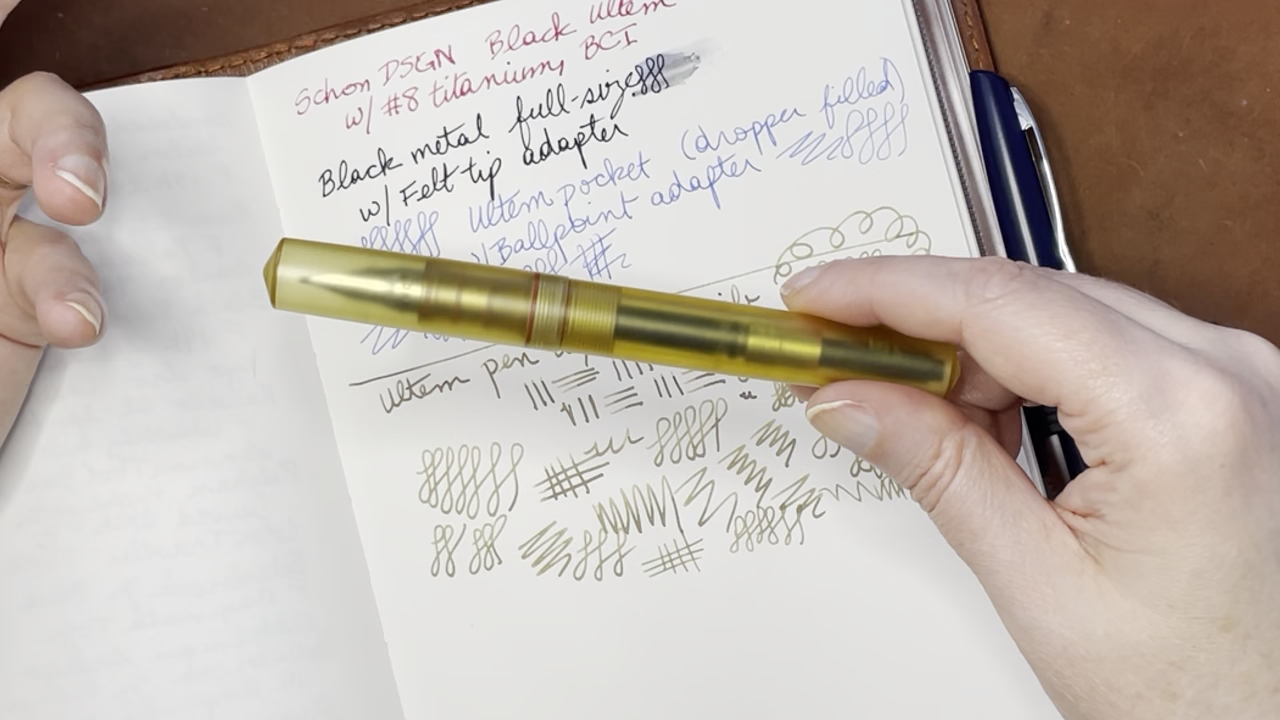 Schon DSGN Black Ultem
w/ #8 titanium, BCI
Black metal full-size
w/ Felt tip adapter
Ultem pocket (dropper filled)
w/ Ballpoint adapter
ultem pen